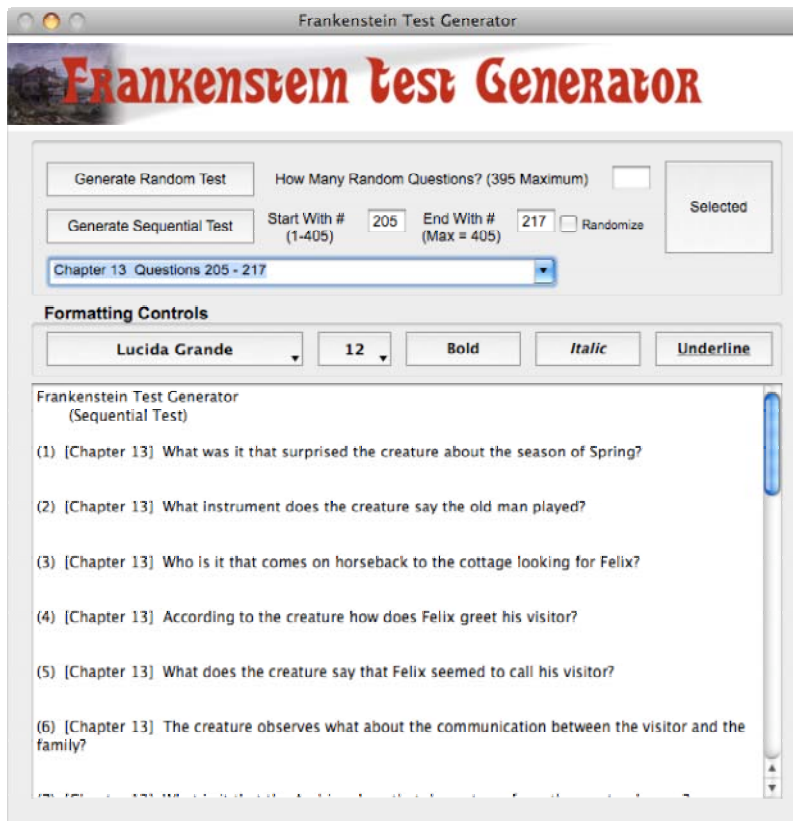 Frankenstein Test Generator
Frankenstein Test Generator
Generate Random Test
How Many Random Questions? (395 Maximum)
Selected
Generate Sequential Test
Start With #
(1-405)
205
End With #
(Max = 405)
217
Randomize
Chapter 13 Questions 205 - 217
Formatting Controls
Lucida Grande
12
Bold
Italic
Underline
Frankenstein Test Generator
(Sequential Test)
(1) [Chapter 13] What was it that surprised the creature about the season of Spring?
(2) [Chapter 13] What instrument does the creature say the old man played?
(3) [Chapter 13] Who is it that comes on horseback to the cottage looking for Felix?
(4) [Chapter 13] According to the creature how does Felix greet his visitor?
(5) [Chapter 13] What does the creature say that Felix seemed to call his visitor?
(6) [Chapter 13] The creature observes what about the communication between the visitor and the
family?